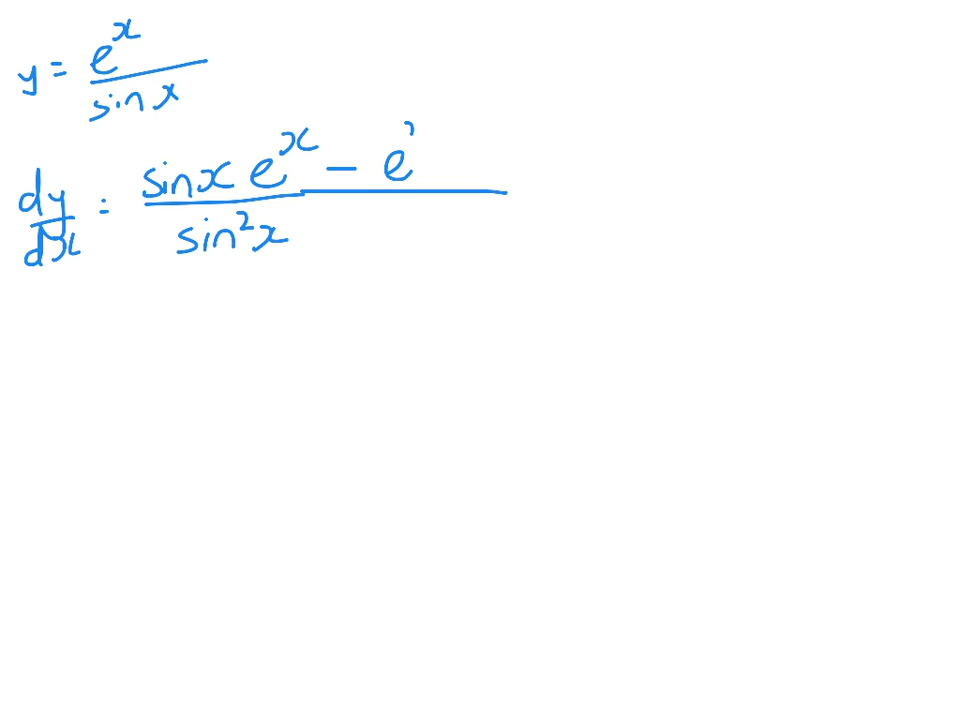 y = e^x / sin x
dy/dx = (sin x e^x - e^) / sin^2 x